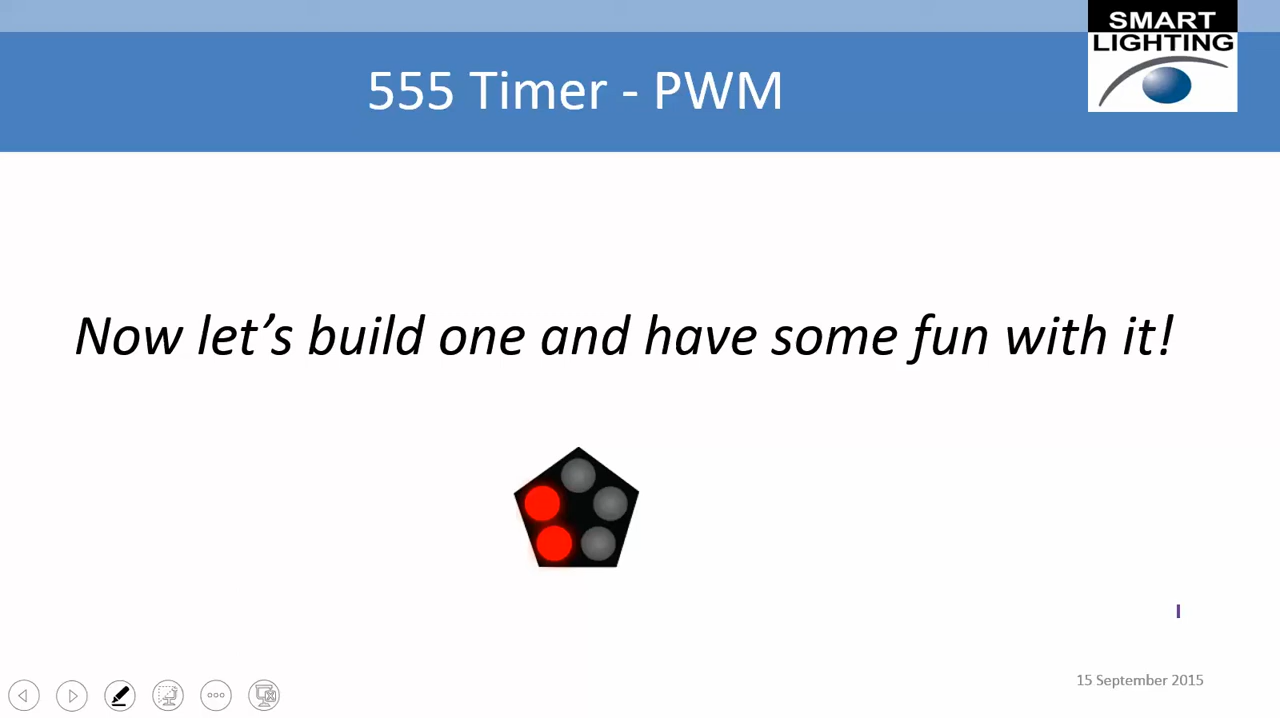 SMART
LIGHTING
555 Timer - PWM
Now let's build one and have some fun with it!
15 September 2015